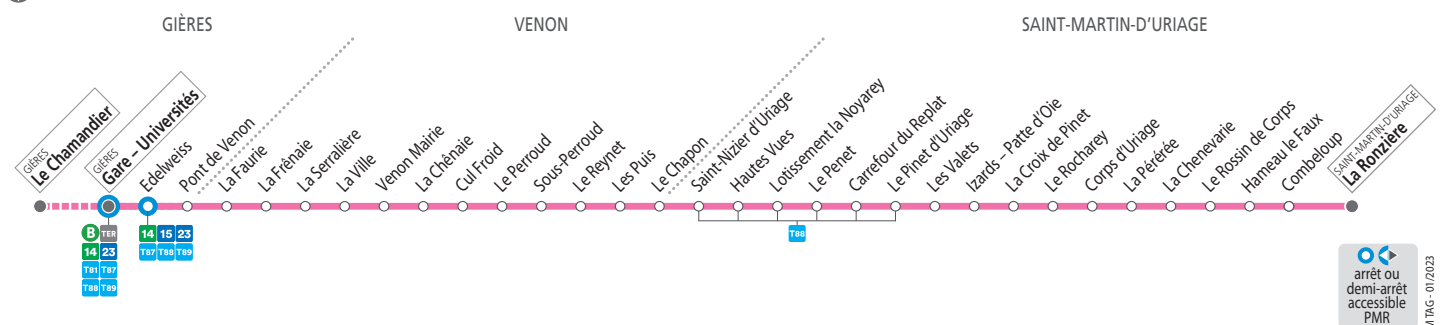 GIÈRES
VENON
SAINT-MARTIN-D'URIAGE
GIÈRES
Le Chamandier
GIÈRES
Gare – Universités
Edelweiss
Pont de Venon
La Faurie
La Frênaie
La Serralière
La Ville
Venon Mairie
La Chênaie
Cul Froid
Le Perroud
Sous-Perroud
Le Reynet
Les Puis
Le Chapon
Saint-Nizier d'Uriage
Hautes Vues
Lotissement la Noyarey
Le Penet
Carrefour du Replat
Le Pinet d'Uriage
Les Valets
Izards – Patte d'Oie
La Croix de Pinet
Le Rocharey
Corps d'Uriage
La Pérérée
La Chenevarie
Le Rossin de Corps
Hameau le Faux
Combeloup
SAINT-MARTIN-D'URIAGE
La Ronzière
B TER
14 23
T81 T87
T88 T89
14 15 23
T87 T88 T89
T88
arrêt ou
demi-arrêt
accessible
PMR
M TAG - 01/2023